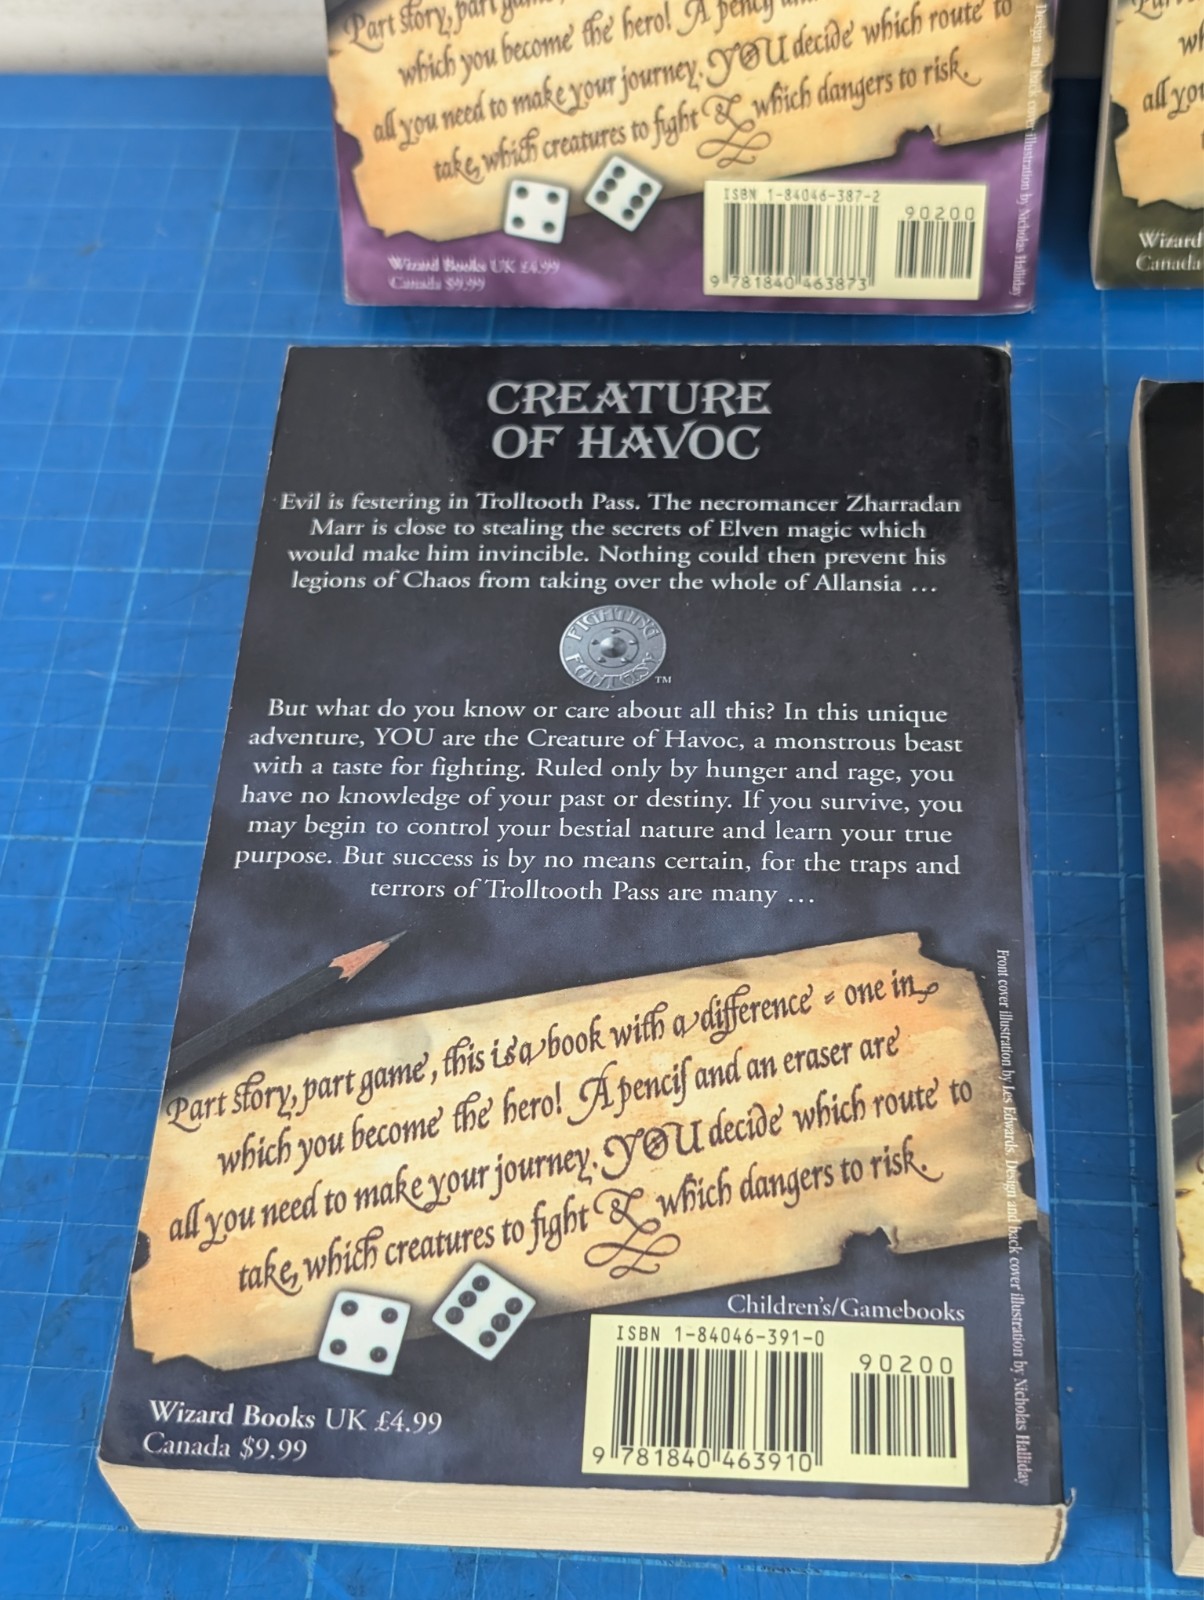 Part story, part
which you become the hero! A pencil
all you need to make your journey. YOU decide which route to
take, which creatures to fight & which dangers to risk.
Design and back cover illustration by Nicholas Halliday
ISBN 1-84046-387-2
90200
9 781840 463873
Wizard Books UK £4.99
Canada $9.99
all you
Wizard
Canada
CREATURE
OF HAVOC
Evil is festering in Trolltooth Pass. The necromancer Zharradan
Marr is close to stealing the secrets of Elven magic which
would make him invincible. Nothing could then prevent his
legions of Chaos from taking over the whole of Allansia ...
FIGHTING
FANTASY
™
But what do you know or care about all this? In this unique
adventure, YOU are the Creature of Havoc, a monstrous beast
with a taste for fighting. Ruled only by hunger and rage, you
have no knowledge of your past or destiny. If you survive, you
may begin to control your bestial nature and learn your true
purpose. But success is by no means certain, for the traps and
terrors of Trolltooth Pass are many ...
Part story, part game, this is a book with a difference - one in
which you become the hero! A pencil and an eraser are
all you need to make your journey. YOU decide which route to
take, which creatures to fight & which dangers to risk.
Front cover illustration by Les Edwards. Design and back cover illustration by Nicholas Halliday
Children's/Gamebooks
ISBN 1-84046-391-0
90200
9 781840 463910
Wizard Books UK £4.99
Canada $9.99